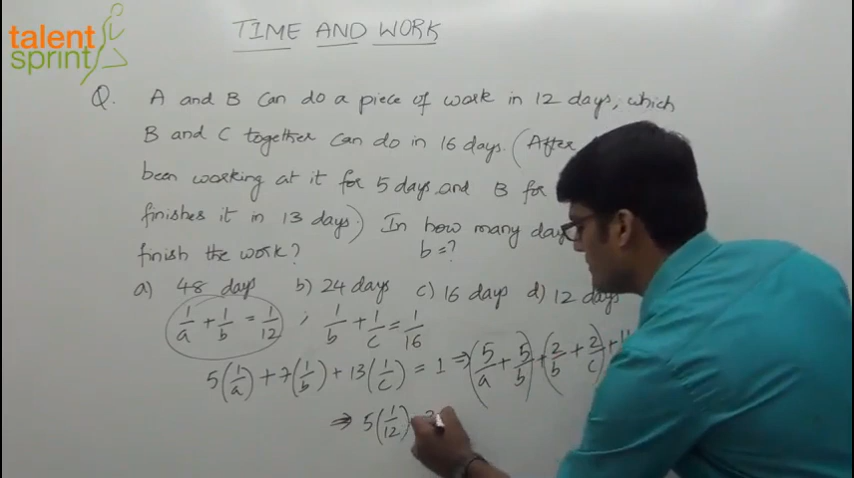 talent
sprint
TIME AND WORK
Q. A and B can do a piece of work in 12 days, which
B and C together can do in 16 days. (After
been working at it for 5 days and B for
finishes it in 13 days.) In how many
finish the work? b=?
a) 48 days b) 24 days c) 16 days d) 12 days
1/a + 1/b = 1/12 ; 1/b + 1/c = 1/16
5(1/a) + 7(1/b) + 13(1/c) = 1 ⇒ (5/a + 5/b) + (2/b + 2/c) + 11
⇒ 5(1/12)